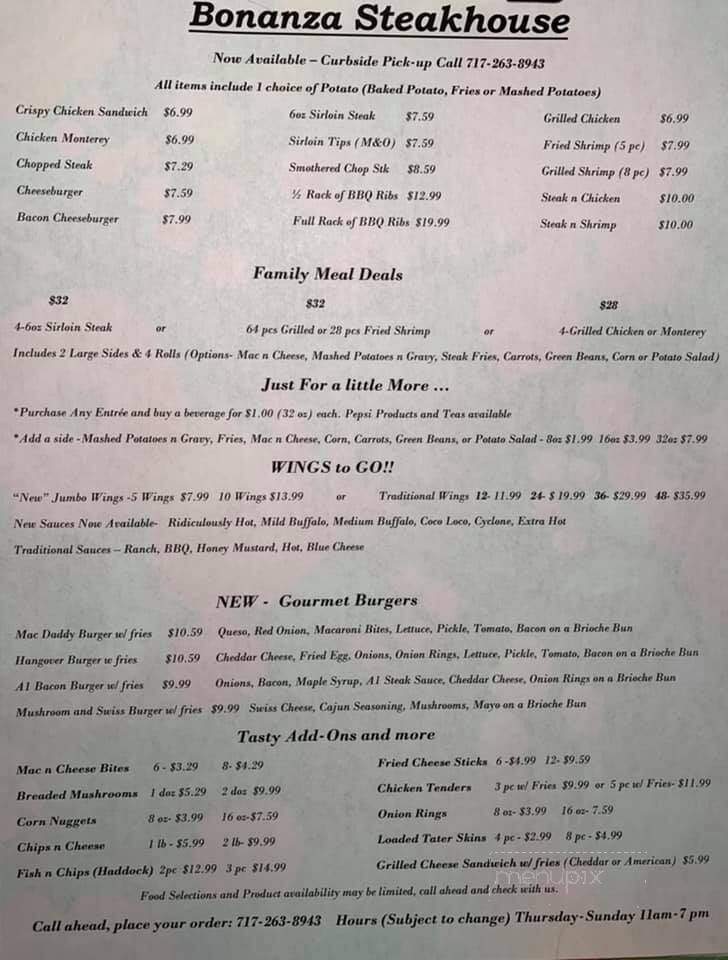 Bonanza Steakhouse
Now Available – Curbside Pick-up Call 717-263-8943
All items include 1 choice of Potato (Baked Potato, Fries or Mashed Potatoes)
Crispy Chicken Sandwich $6.99 6oz Sirloin Steak $7.59 Grilled Chicken $6.99
Chicken Monterey $6.99 Sirloin Tips (M&O) $7.59 Fried Shrimp (5 pc) $7.99
Chopped Steak $7.29 Smothered Chop Stk $8.59 Grilled Shrimp (8 pc) $7.99
Cheeseburger $7.59 ½ Rack of BBQ Ribs $12.99 Steak n Chicken $10.00
Bacon Cheeseburger $7.99 Full Rack of BBQ Ribs $19.99 Steak n Shrimp $10.00
Family Meal Deals
$32 $32 $28
4-6oz Sirloin Steak or 64 pcs Grilled or 28 pcs Fried Shrimp or 4-Grilled Chicken or Monterey
Includes 2 Large Sides & 4 Rolls (Options- Mac n Cheese, Mashed Potatoes n Gravy, Steak Fries, Carrots, Green Beans, Corn or Potato Salad)
Just For a little More ...
*Purchase Any Entrée and buy a beverage for $1.00 (32 oz) each. Pepsi Products and Teas available
*Add a side -Mashed Potatoes n Gravy, Fries, Mac n Cheese, Corn, Carrots, Green Beans, or Potato Salad - 8oz $1.99 16oz $3.99 32oz $7.99
WINGS to GO!!
"New" Jumbo Wings -5 Wings $7.99 10 Wings $13.99 or Traditional Wings 12- 11.99 24- $ 19.99 36- $29.99 48- $35.99
New Sauces Now Available- Ridiculously Hot, Mild Buffalo, Medium Buffalo, Coco Loco, Cyclone, Extra Hot
Traditional Sauces – Ranch, BBQ, Honey Mustard, Hot, Blue Cheese
NEW - Gourmet Burgers
Mac Daddy Burger w/ fries $10.59 Queso, Red Onion, Macaroni Bites, Lettuce, Pickle, Tomato, Bacon on a Brioche Bun
Hangover Burger w fries $10.59 Cheddar Cheese, Fried Egg, Onions, Onion Rings, Lettuce, Pickle, Tomato, Bacon on a Brioche Bun
A1 Bacon Burger w/ fries $9.99 Onions, Bacon, Maple Syrup, A1 Steak Sauce, Cheddar Cheese, Onion Rings on a Brioche Bun
Mushroom and Swiss Burger w/ fries $9.99 Swiss Cheese, Cajun Seasoning, Mushrooms, Mayo on a Brioche Bun
Tasty Add-Ons and more
Mac n Cheese Bites 6 - $3.29 8- $4.29 Fried Cheese Sticks 6 -$4.99 12- $9.59
Breaded Mushrooms 1 doz $5.29 2 doz $9.99 Chicken Tenders 3 pc w/ Fries $9.99 or 5 pc w/ Fries- $11.99
Corn Nuggets 8 oz- $3.99 16 oz-$7.59 Onion Rings 8 oz- $3.99 16 oz- 7.59
Chips n Cheese 1 lb - $5.99 2 lb- $9.99 Loaded Tater Skins 4 pc - $2.99 8 pc - $4.99
Fish n Chips (Haddock) 2pc $12.99 3 pc $14.99 Grilled Cheese Sandwich w/ fries (Cheddar or American) $5.99
menupix
Food Selections and Product availability may be limited, call ahead and check with us.
Call ahead, place your order: 717-263-8943 Hours (Subject to change) Thursday-Sunday 11am-7 pm